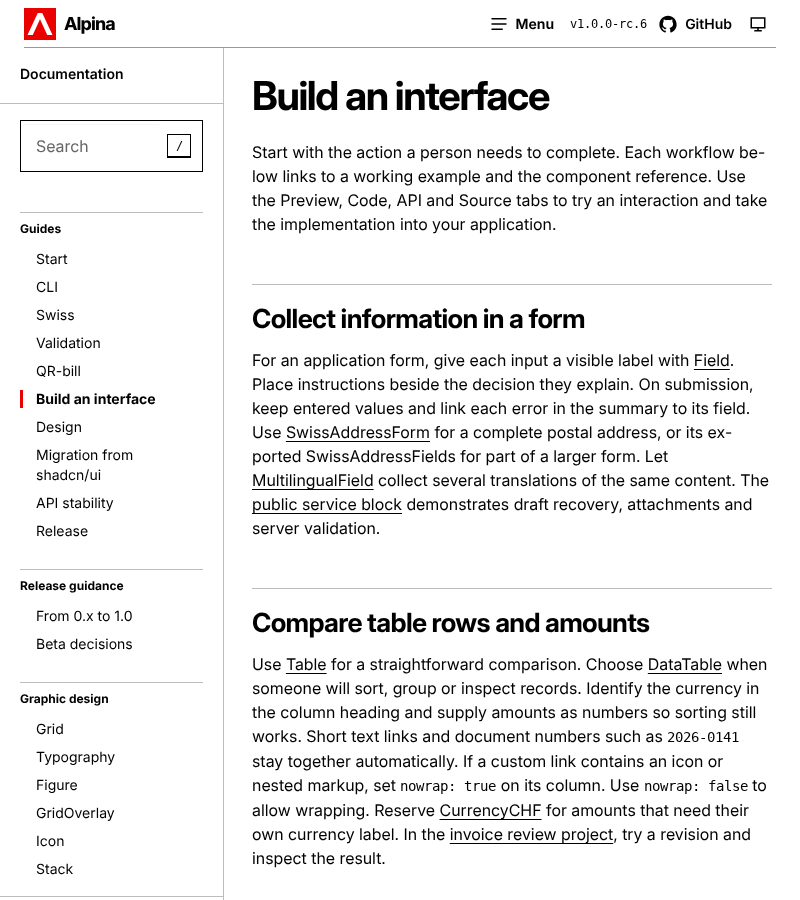 Alpina
Menu
v1.0.0-rc.6
GitHub
Documentation
Search
/
Guides
Start
CLI
Swiss
Validation
QR-bill
Build an interface
Design
Migration from
shadcn/ui
API stability
Release
Release guidance
From 0.x to 1.0
Beta decisions
Graphic design
Grid
Typography
Figure
GridOverlay
Icon
Stack
Build an interface
Start with the action a person needs to complete. Each workflow be-
low links to a working example and the component reference. Use
the Preview, Code, API and Source tabs to try an interaction and take
the implementation into your application.
Collect information in a form
For an application form, give each input a visible label with Field.
Place instructions beside the decision they explain. On submission,
keep entered values and link each error in the summary to its field.
Use SwissAddressForm for a complete postal address, or its ex-
ported SwissAddressFields for part of a larger form. Let
MultilingualField collect several translations of the same content. The
public service block demonstrates draft recovery, attachments and
server validation.
Compare table rows and amounts
Use Table for a straightforward comparison. Choose DataTable when
someone will sort, group or inspect records. Identify the currency in
the column heading and supply amounts as numbers so sorting still
works. Short text links and document numbers such as 2026-0141
stay together automatically. If a custom link contains an icon or
nested markup, set nowrap: true on its column. Use nowrap: false to
allow wrapping. Reserve CurrencyCHF for amounts that need their
own currency label. In the invoice review project, try a revision and
inspect the result.